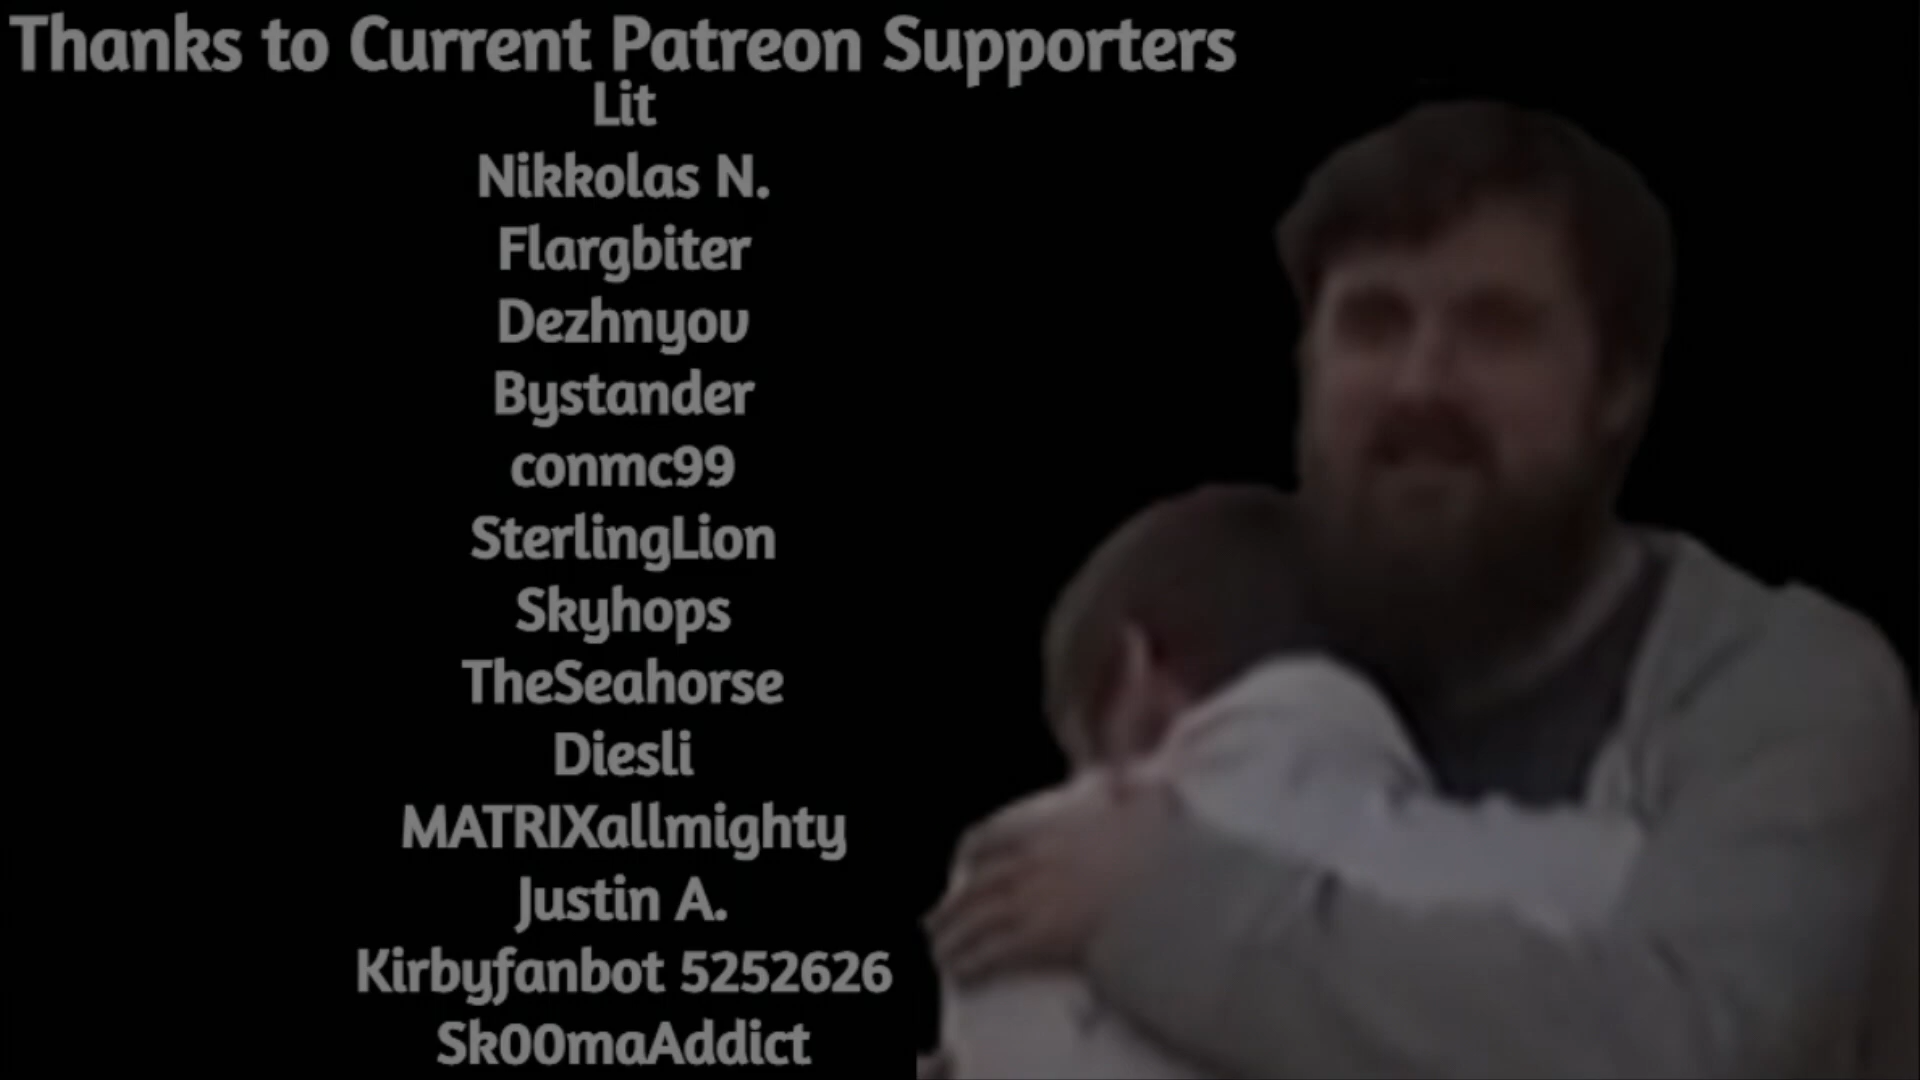 Thanks to Current Patreon Supporters
Lit
Nikkolas N.
Flargbiter
Dezhnyov
Bystander
conmc99
SterlingLion
Skyhops
TheSeahorse
Diesli
MATRIXallmighty
Justin A.
Kirbyfanbot 5252626
Sk00maAddict